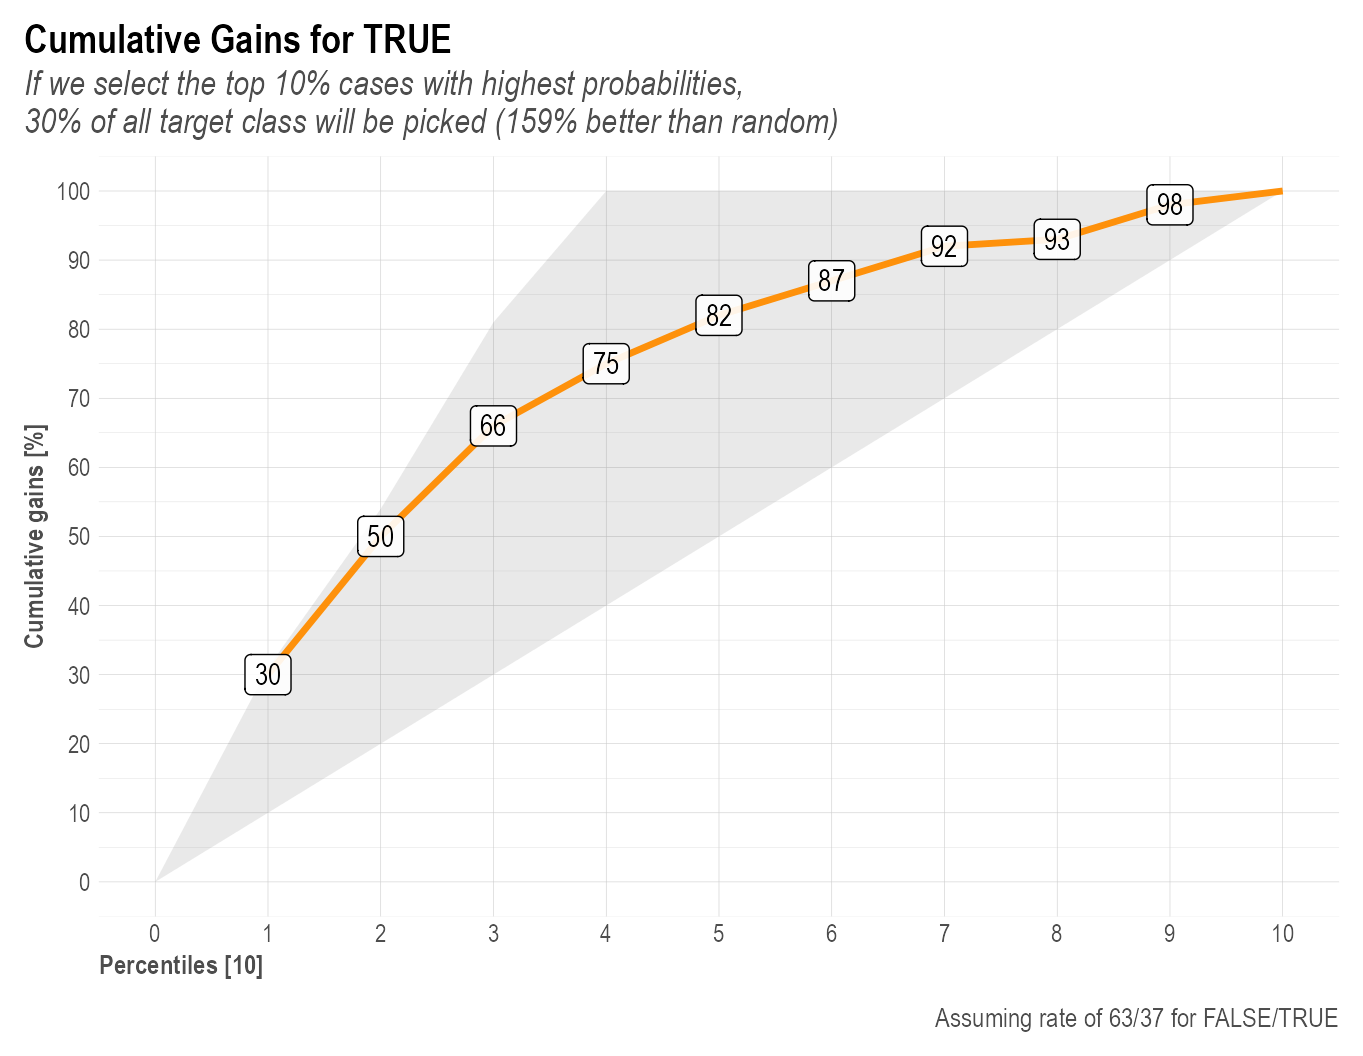 Cumulative Gains for TRUE
If we select the top 10% cases with highest probabilities,
30% of all target class will be picked (159% better than random)
Cumulative gains [%]
100
90
80
70
60
50
40
30
20
10
0
30
50
66
75
82
87
92
93
98
0 1 2 3 4 5 6 7 8 9 10
Percentiles [10]
Assuming rate of 63/37 for FALSE/TRUE